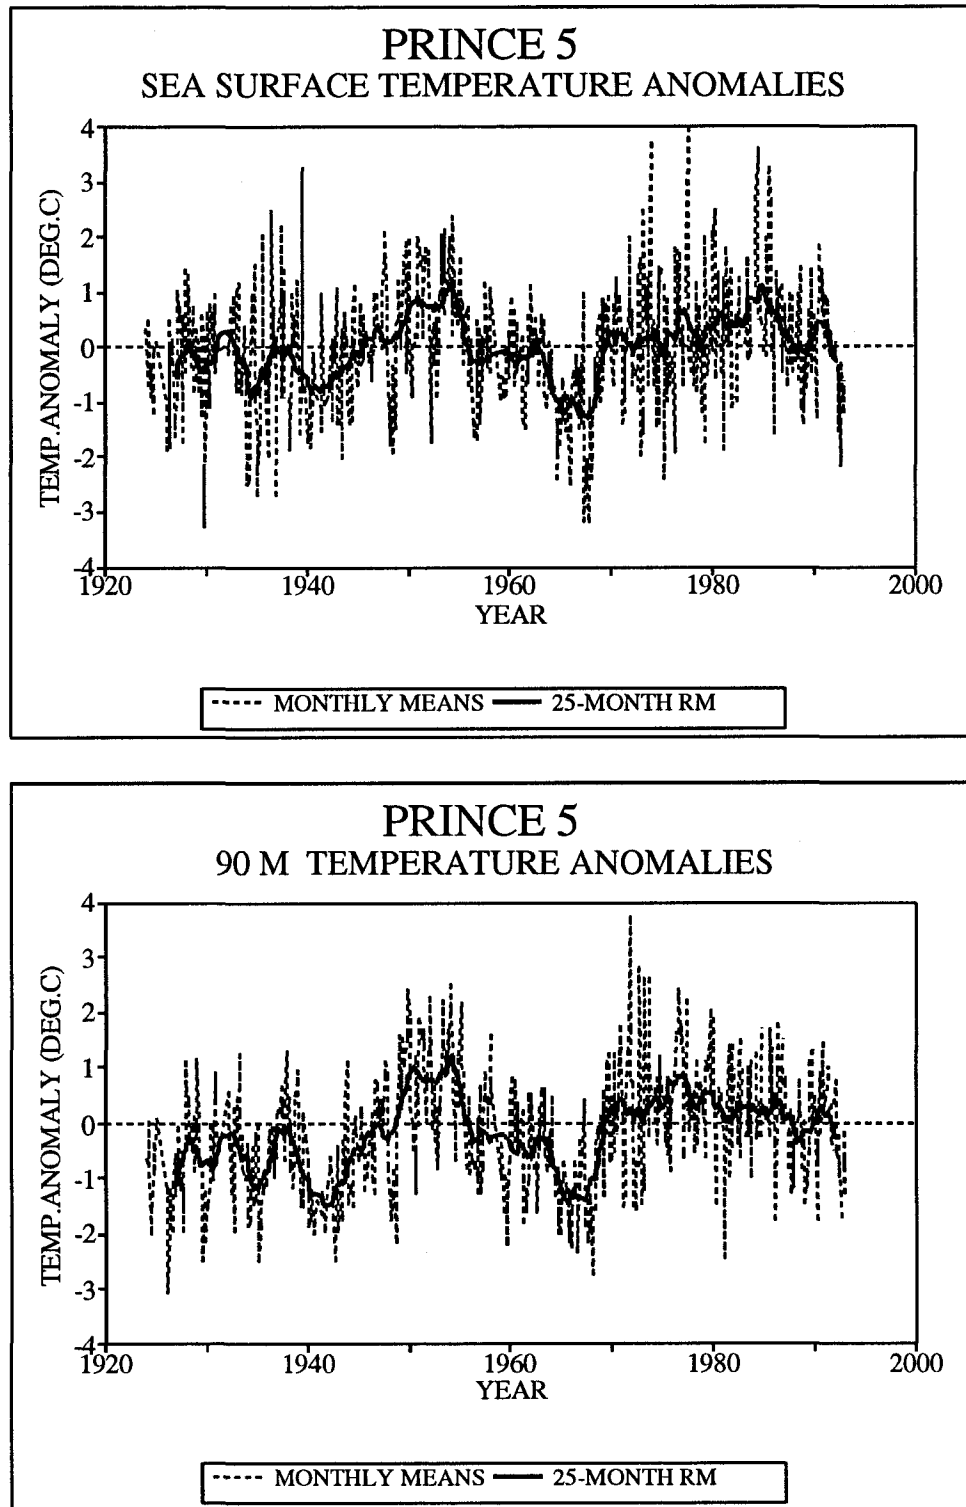 PRINCE 5
SEA SURFACE TEMPERATURE ANOMALIES
TEMP.ANOMALY (DEG.C)
4
3
2
1
0
-1
-2
-3
-4
1920 1940 1960 1980 2000
YEAR
MONTHLY MEANS 25-MONTH RM
PRINCE 5
90 M TEMPERATURE ANOMALIES
TEMP.ANOMALY (DEG.C)
4
3
2
1
0
-1
-2
-3
-4
1920 1940 1960 1980 2000
YEAR
MONTHLY MEANS 25-MONTH RM